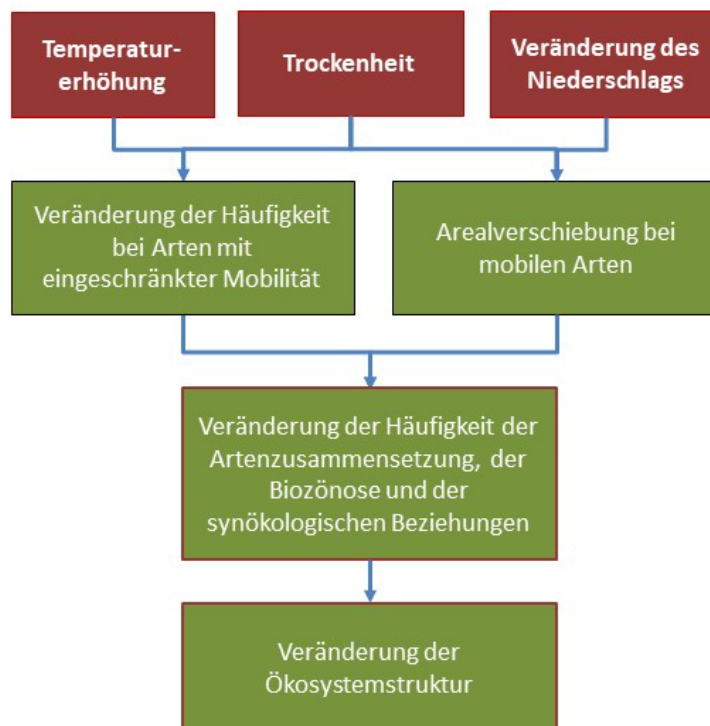 Temperatur-
erhöhung
Trockenheit
Veränderung des
Niederschlags
Veränderung der Häufigkeit
bei Arten mit
eingeschränkter Mobilität
Arealverschiebung bei
mobilen Arten
Veränderung der Häufigkeit der
Artenzusammensetzung, der
Biozönose und der
synökologischen Beziehungen
Veränderung der
Ökosystemstruktur